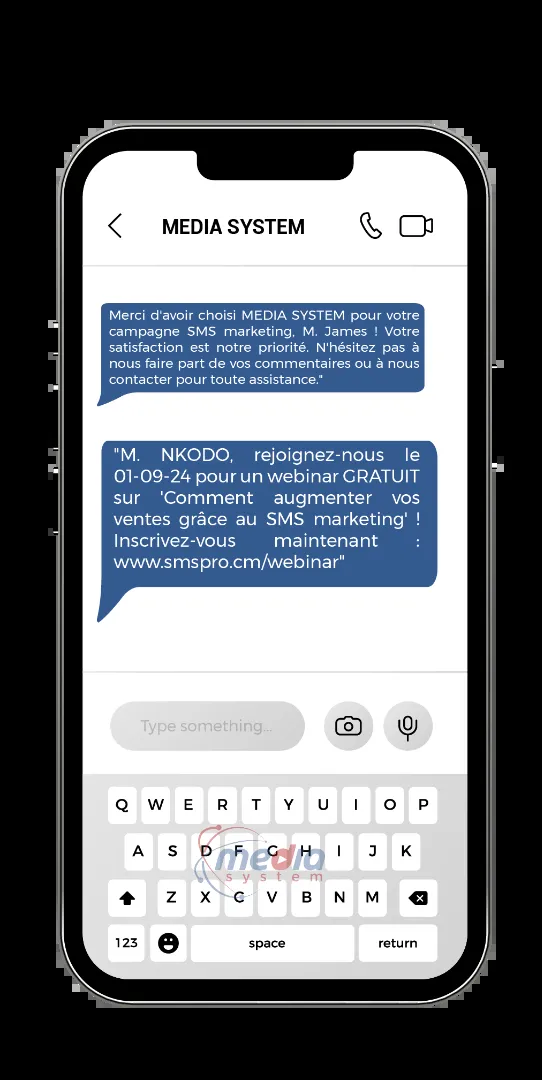 MEDIA SYSTEM
Merci d'avoir choisi MEDIA SYSTEM pour votre
campagne SMS marketing, M. James ! Votre
satisfaction est notre priorité. N'hésitez pas à
nous faire part de vos commentaires ou à nous
contacter pour toute assistance."
"M. NKODO, rejoignez-nous le
01-09-24 pour un webinar GRATUIT
sur 'Comment augmenter vos
ventes grâce au SMS marketing' !
Inscrivez-vous maintenant :
www.smspro.cm/webinar"
Type something...
Q W E R T Y U I O P
A S D F G H I J K
media
system
Z X C V B N M
123 space return